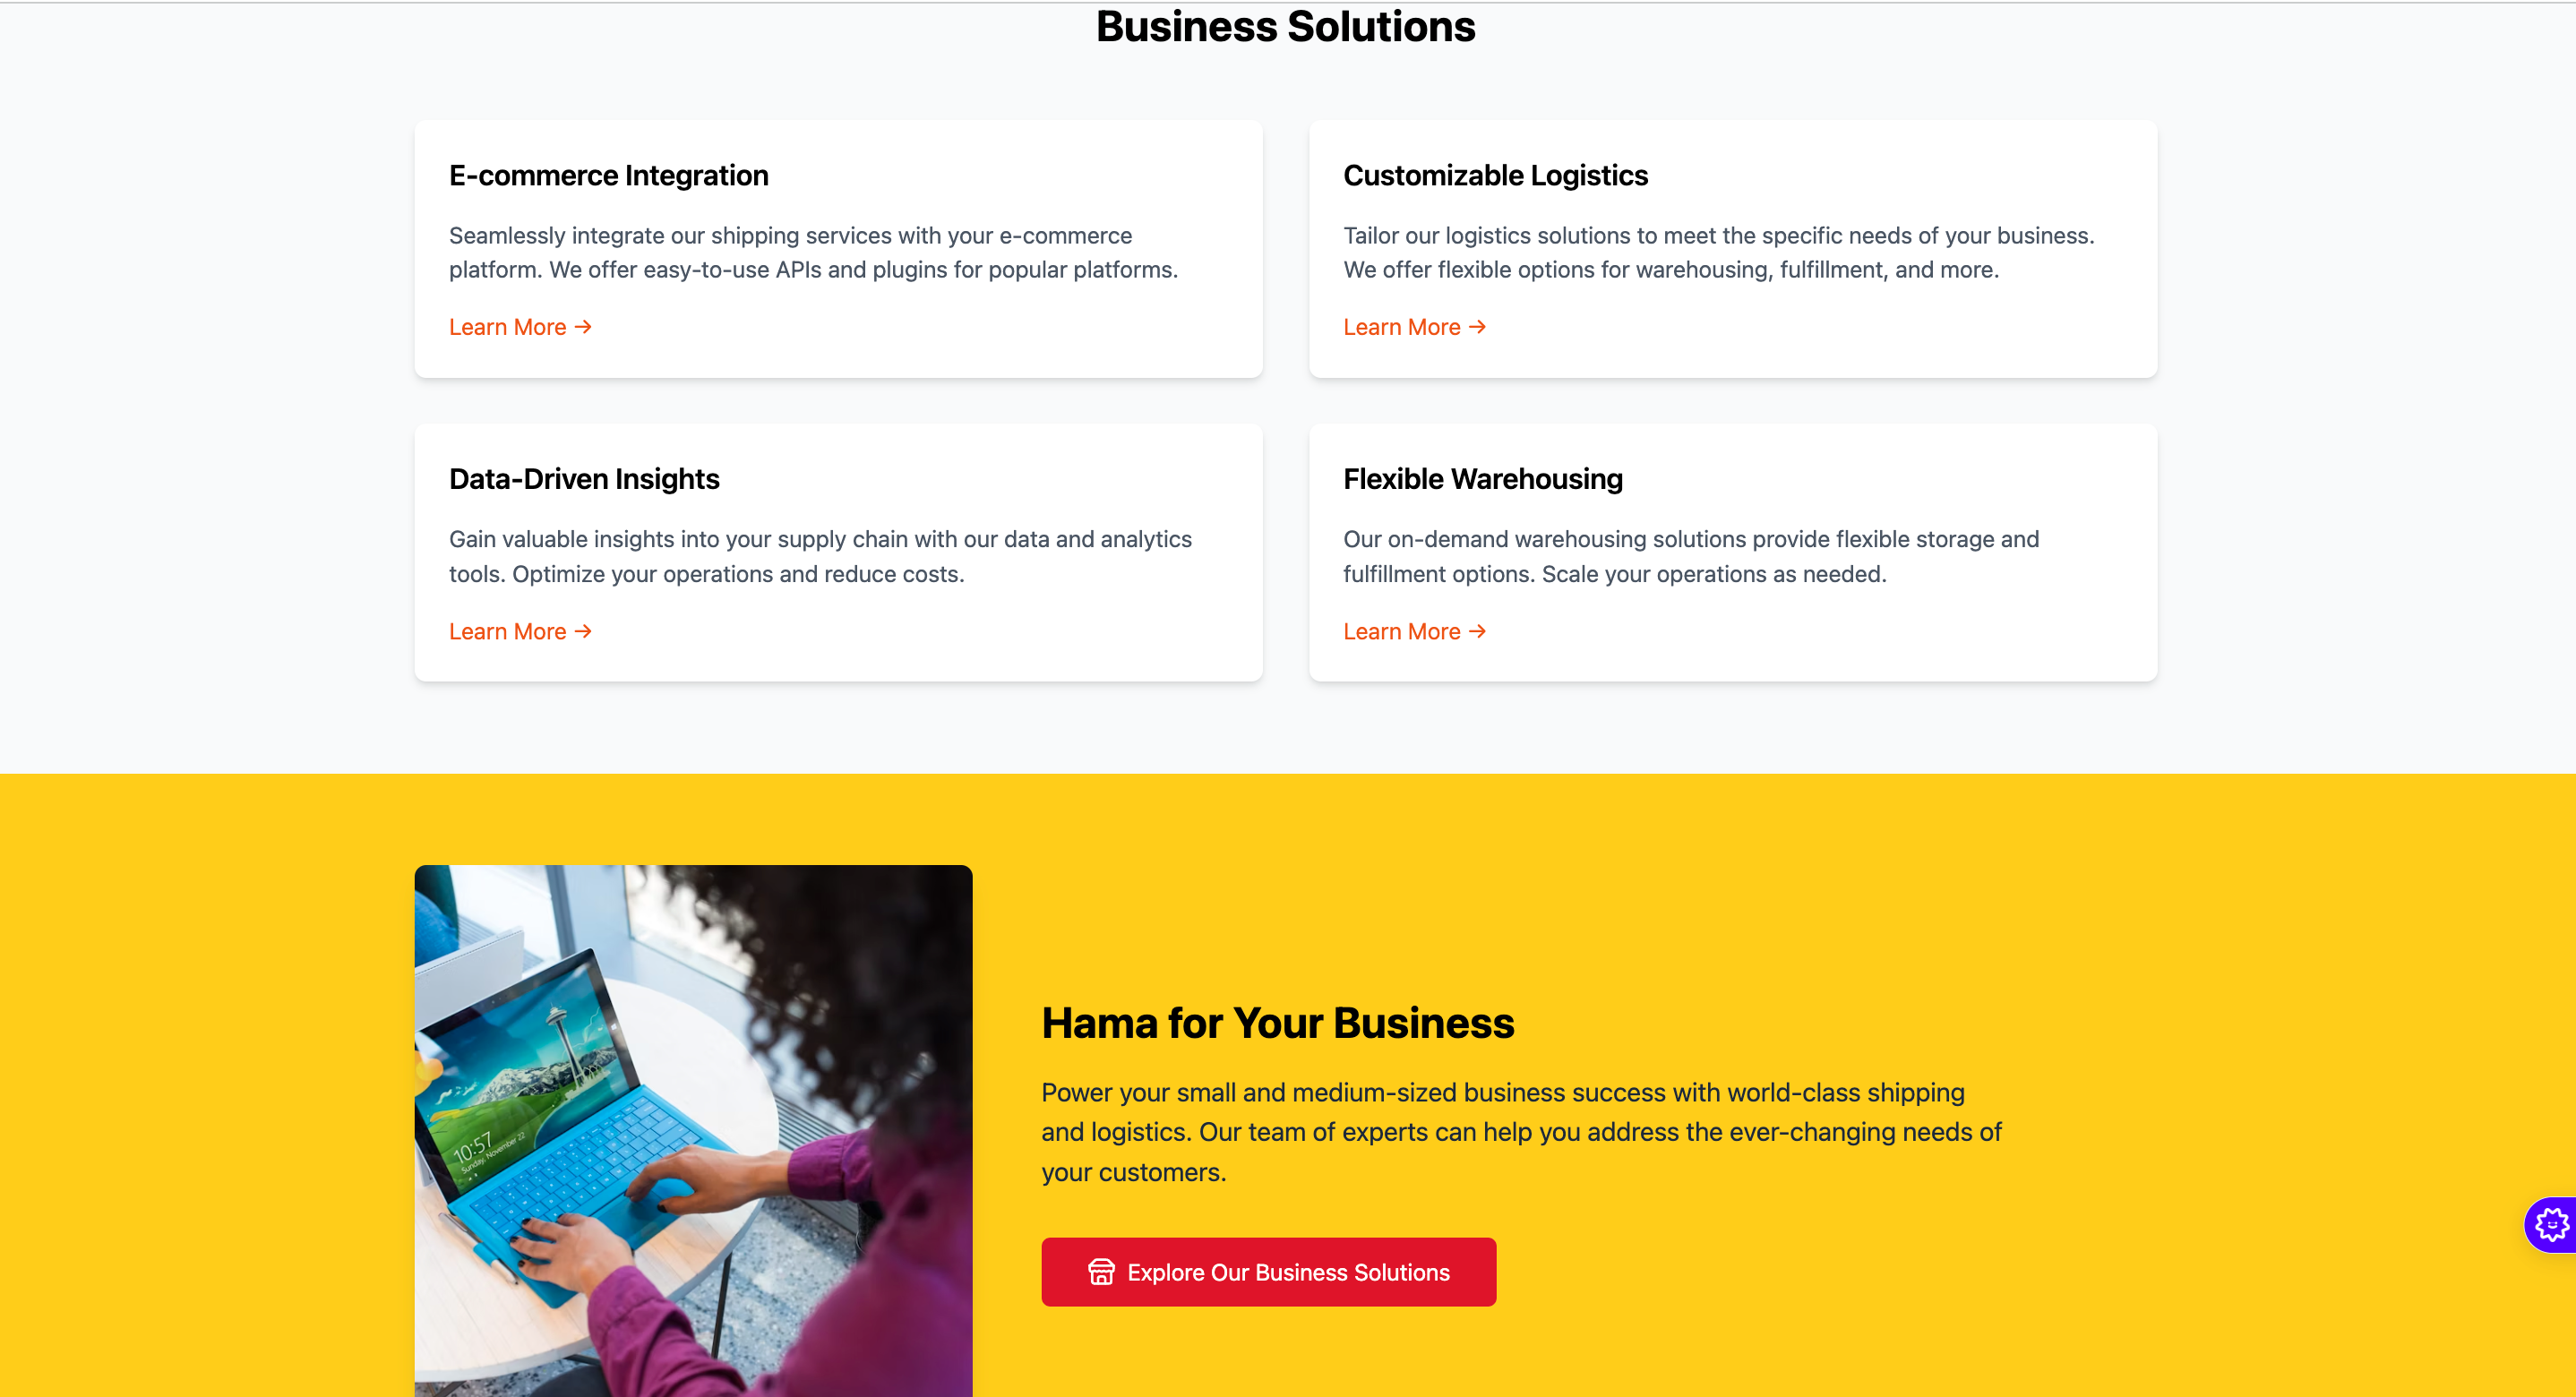 Business Solutions
E-commerce Integration
Seamlessly integrate our shipping services with your e-commerce
platform. We offer easy-to-use APIs and plugins for popular platforms.
Learn More →
Customizable Logistics
Tailor our logistics solutions to meet the specific needs of your business.
We offer flexible options for warehousing, fulfillment, and more.
Learn More →
Data-Driven Insights
Gain valuable insights into your supply chain with our data and analytics
tools. Optimize your operations and reduce costs.
Learn More →
Flexible Warehousing
Our on-demand warehousing solutions provide flexible storage and
fulfillment options. Scale your operations as needed.
Learn More →
10:57
Sunday, November 22
Hama for Your Business
Power your small and medium-sized business success with world-class shipping
and logistics. Our team of experts can help you address the ever-changing needs of
your customers.
Explore Our Business Solutions